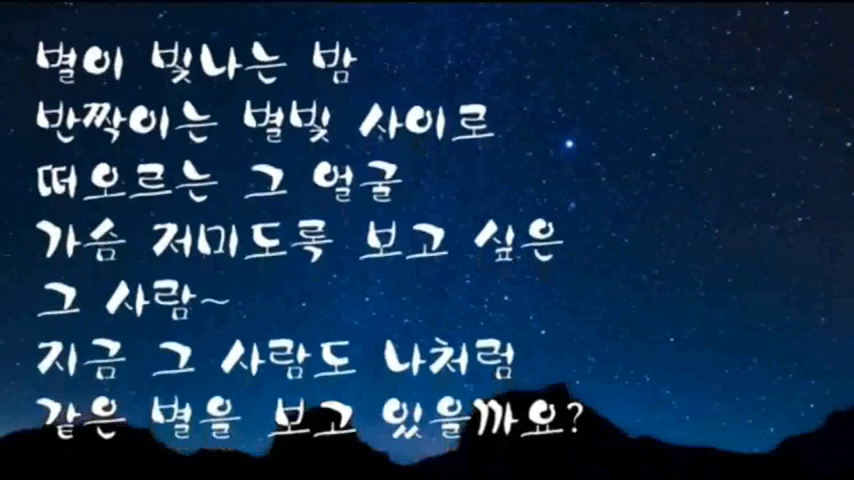 별이 빛나는 밤
반짝이는 별빛 사이로
떠오르는 그 얼굴
가슴 저미도록 보고 싶은
그 사람~
지금 그 사람도 나처럼
같은 별을 보고 있을까요?